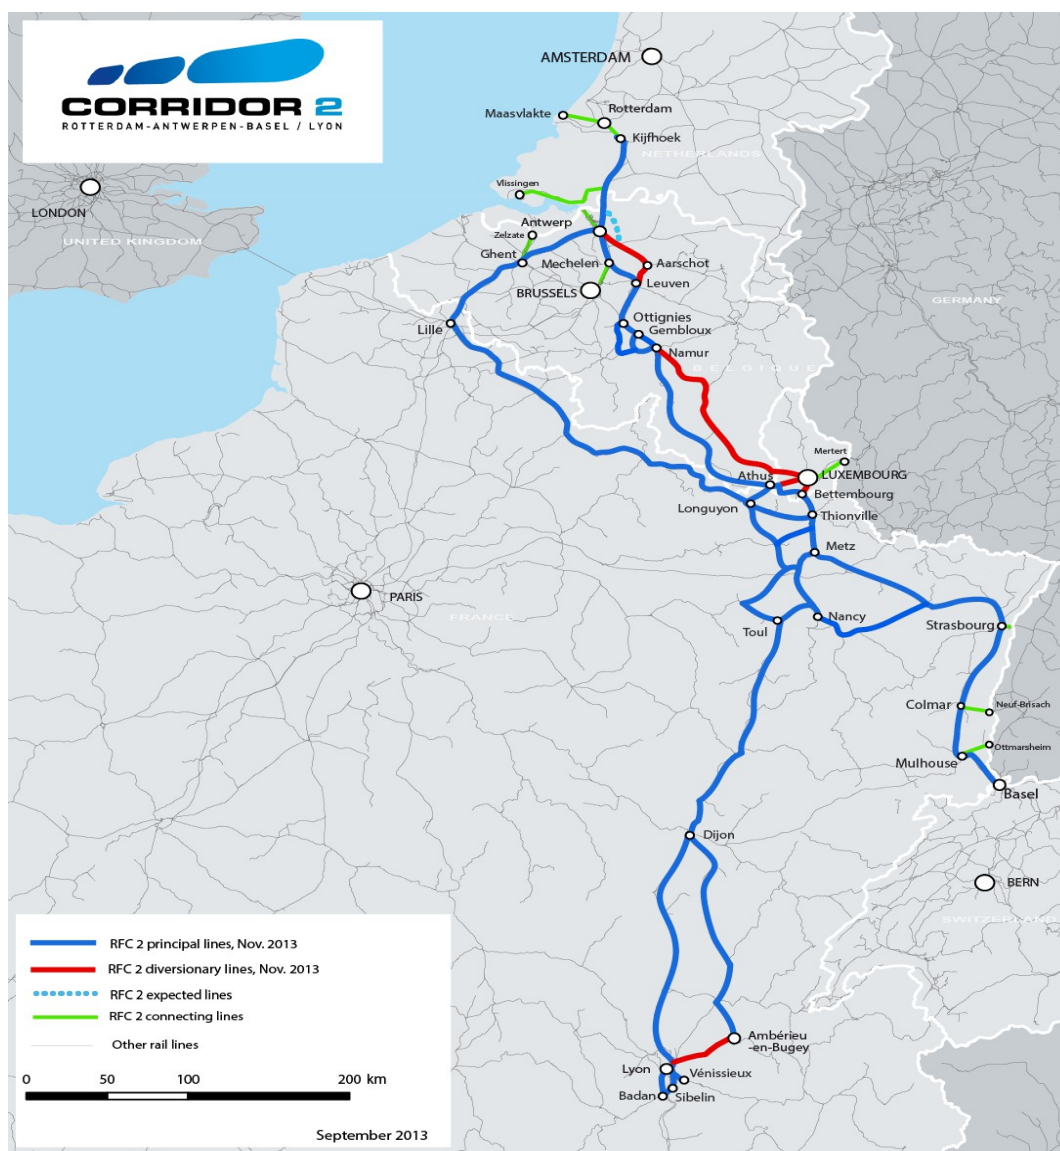 CORRIDOR 2
ROTTERDAM-ANTWERPEN-BASEL / LYON
AMSTERDAM
Maasvlakte
Rotterdam
Kijfhoek
NETHERLANDS
Vlissingen
LONDON
UNITED KINGDOM
Antwerp
Zelzate
Ghent
Mechelen
Aarschot
BRUSSELS
Leuven
GERMANY
Lille
Ottignies
Gembloux
Namur
BELGIQUE
Mertert
Athus
LUXEMBOURG
Bettembourg
Longuyon
Thionville
Metz
PARIS
FRANCE
Nancy
Toul
Strasbourg
Colmar
Neuf-Brisach
Ottmarsheim
Mulhouse
Basel
Dijon
BERN
SWITZERLAND
RFC 2 principal lines, Nov. 2013
RFC 2 diversionary lines, Nov. 2013
RFC 2 expected lines
RFC 2 connecting lines
Other rail lines
0 50 100 200 km
September 2013
Ambérieu
-en-Bugey
Lyon
Vénissieux
Badan
Sibelin